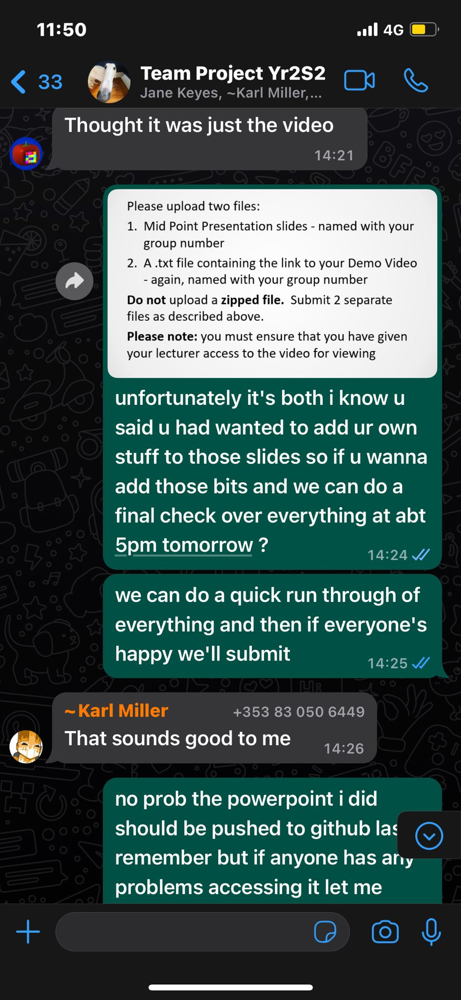 11:50
4G
33
Team Project Yr2S2
Jane Keyes, ~Karl Miller,...
Thought it was just the video
14:21
Please upload two files:
1. Mid Point Presentation slides - named with your
group number
2. A .txt file containing the link to your Demo Video
- again, named with your group number
Do not upload a zipped file. Submit 2 separate
files as described above.
Please note: you must ensure that you have given
your lecturer access to the video for viewing
unfortunately it's both i know u
said u had wanted to add ur own
stuff to those slides so if u wanna
add those bits and we can do a
final check over everything at abt
5pm tomorrow ?
14:24
we can do a quick run through of
everything and then if everyone's
happy we'll submit
14:25
~Karl Miller
+353 83 050 6449
That sounds good to me
14:26
no prob the powerpoint i did
should be pushed to github las
remember but if anyone has any
problems accessing it let me